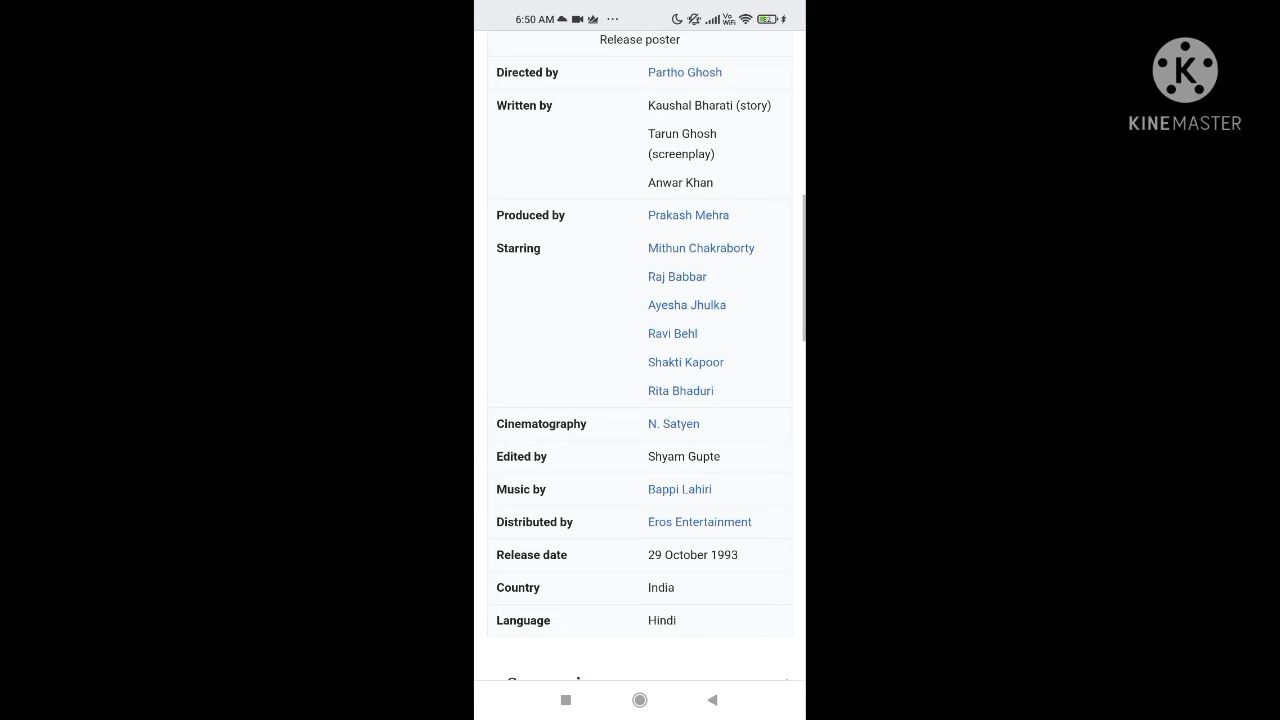 6:50 AM ...
Vo
WiFi
Release poster
Directed by Partho Ghosh
Written by Kaushal Bharati (story)
Tarun Ghosh
(screenplay)
Anwar Khan
Produced by Prakash Mehra
Starring Mithun Chakraborty
Raj Babbar
Ayesha Jhulka
Ravi Behl
Shakti Kapoor
Rita Bhaduri
Cinematography N. Satyen
Edited by Shyam Gupte
Music by Bappi Lahiri
Distributed by Eros Entertainment
Release date 29 October 1993
Country India
Language Hindi
K
KINEMASTER